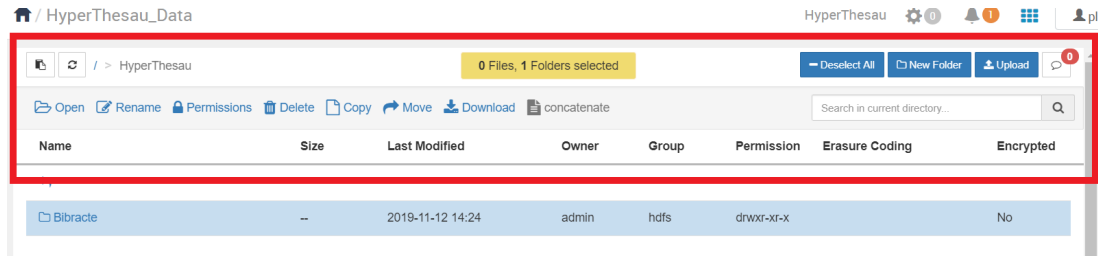 / HyperThesau_Data HyperThesau 0 1 pl
/ > HyperThesau 0 Files, 1 Folders selected Deselect All New Folder Upload 0
Open Rename Permissions Delete Copy Move Download concatenate Search in current directory...
Name Size Last Modified Owner Group Permission Erasure Coding Encrypted
Bibracte -- 2019-11-12 14:24 admin hdfs drwxr-xr-x No